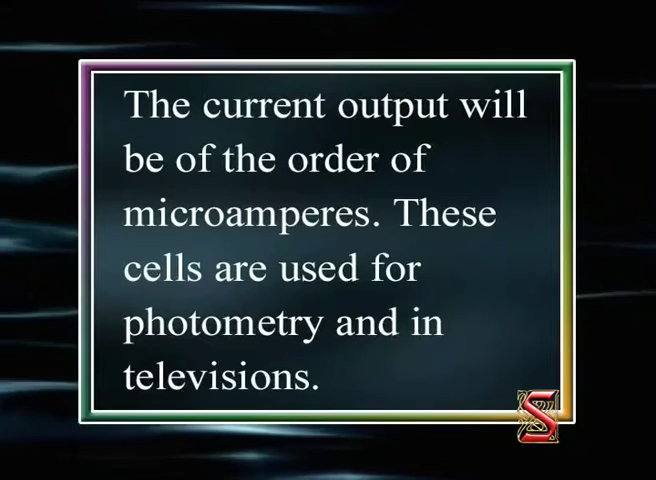 The current output will
be of the order of
microamperes. These
cells are used for
photometry and in
televisions.
S